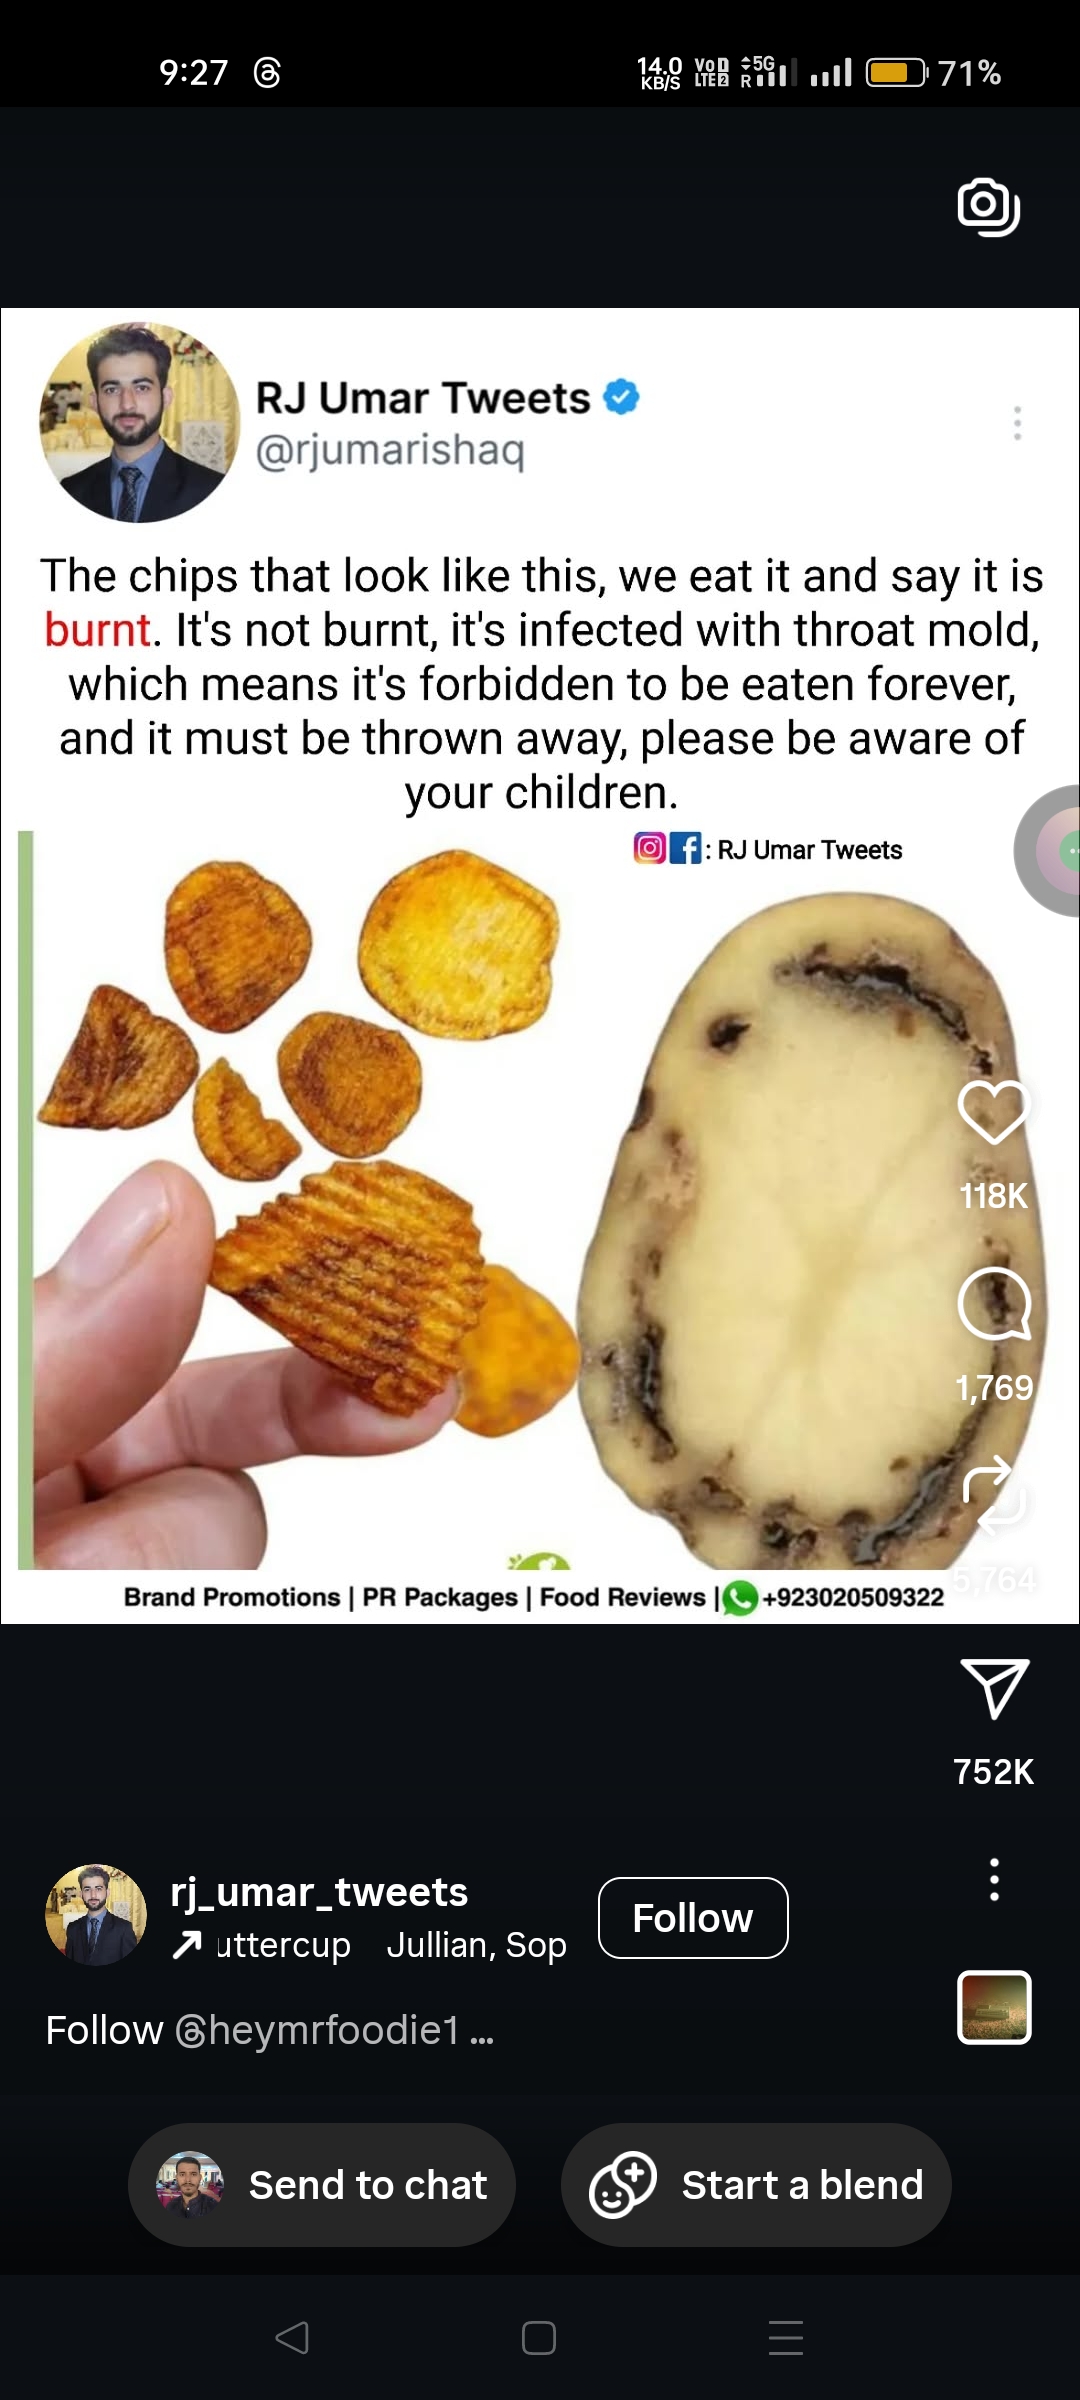 9:27
14.0 KB/S VoD LTE 2 5G R 71%
RJ Umar Tweets
@rjumarishaq
The chips that look like this, we eat it and say it is
burnt. It's not burnt, it's infected with throat mold,
which means it's forbidden to be eaten forever,
and it must be thrown away, please be aware of
your children.
: RJ Umar Tweets
118K
1,769
5,764
Brand Promotions | PR Packages | Food Reviews | +923020509322
752K
rj_umar_tweets
uttercup Jullian, Sop
Follow
Follow @heymrfoodie1 ...
Send to chat
Start a blend